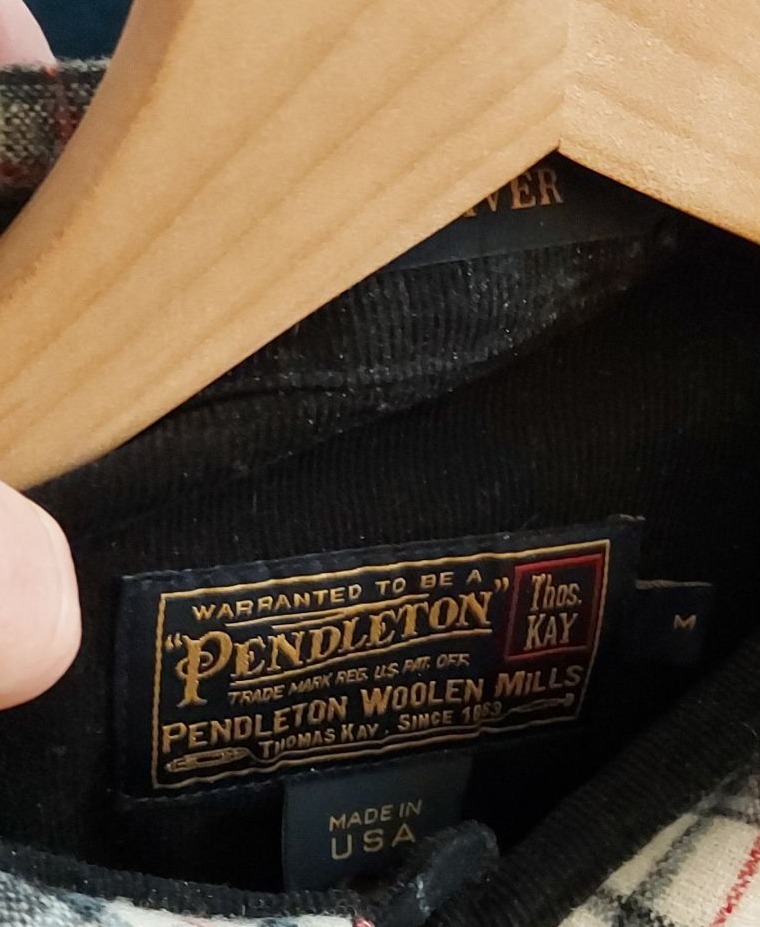 VER
WARRANTED TO BE A
"PENDLETON"
Thos.
KAY
TRADE MARK REG. U.S. PAT. OFF.
PENDLETON WOOLEN MILLS
THOMAS KAY, SINCE 1863
M
MADE IN
USA